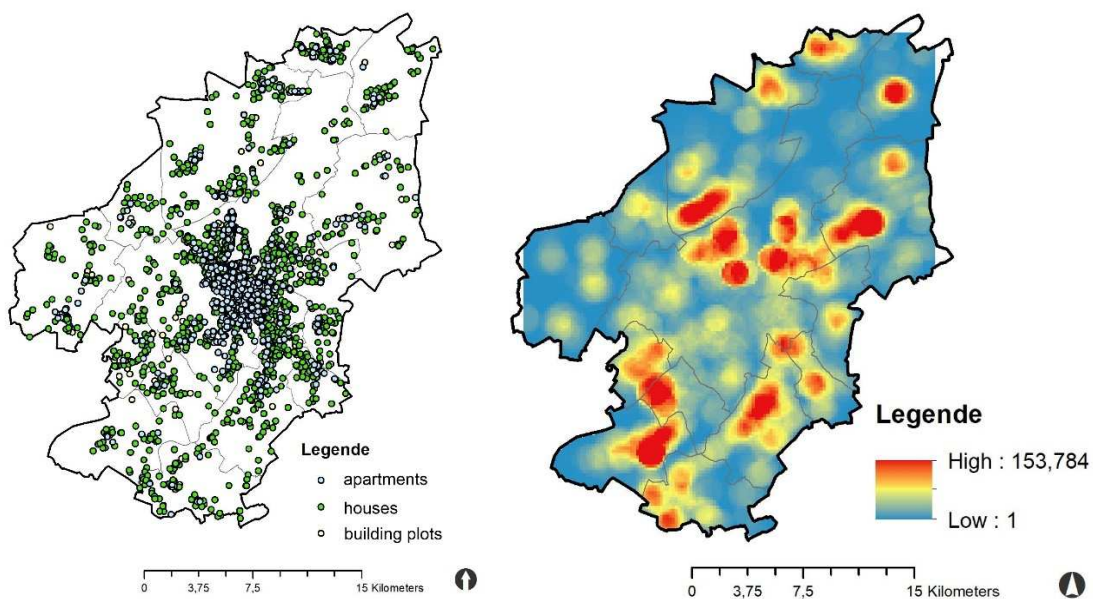 Legende
apartments
houses
building plots
0 3,75 7,5 15 Kilometers
Legende
High : 153,784
Low : 1
0 3,75 7,5 15 Kilometers